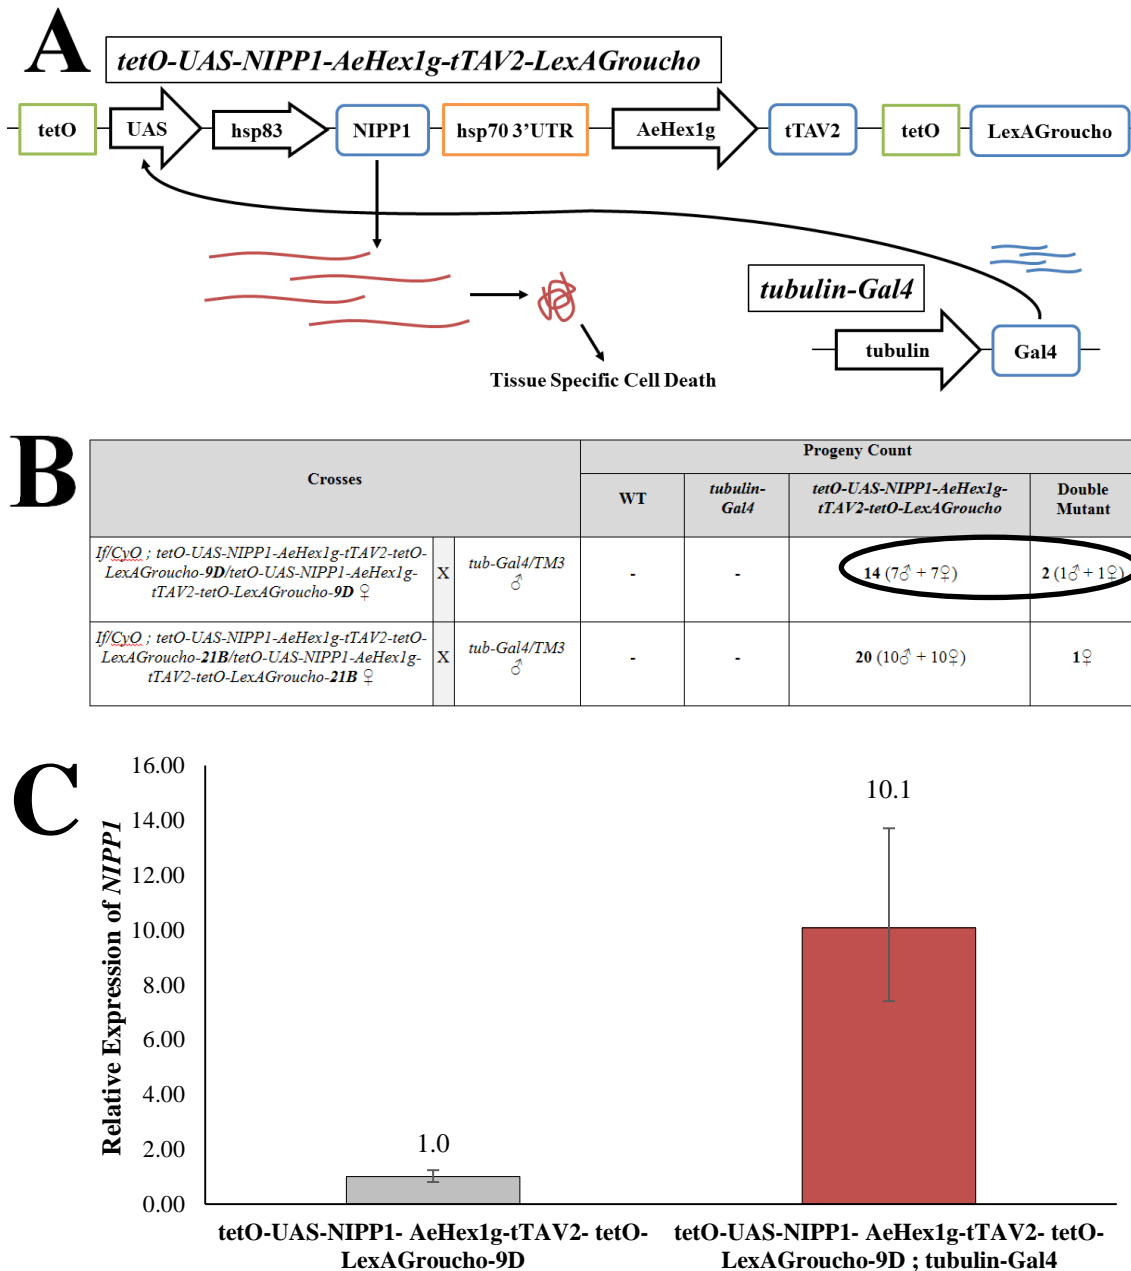 A
tetO-UAS-NIPP1-AeHex1g-tTAV2-LexAGroucho
tetO UAS hsp83 NIPP1 hsp70 3’UTR AeHex1g tTAV2 tetO LexAGroucho
tubulin-Gal4
tubulin Gal4
Tissue Specific Cell Death
B
Crosses
Progeny Count
WT
tubulin-
Gal4
tetO-UAS-NIPP1-AeHex1g-
tTAV2-tetO-LexAGroucho
Double
Mutant
If/CyO ; tetO-UAS-NIPP1-AeHex1g-tTAV2-tetO-
LexAGroucho-9D/tetO-UAS-NIPP1-AeHex1g-
tTAV2-tetO-LexAGroucho-9D ♀
X
tub-Gal4/TM3
♂
-
-
14 (7♂ + 7♀)
2 (1♂ + 1♀)
If/CyO ; tetO-UAS-NIPP1-AeHex1g-tTAV2-tetO-
LexAGroucho-21B/tetO-UAS-NIPP1-AeHex1g-
tTAV2-tetO-LexAGroucho-21B ♀
X
tub-Gal4/TM3
♂
-
-
20 (10♂ + 10♀)
1♀
C
Relative Expression of NIPP1
16.00
14.00
12.00
10.00
8.00
6.00
4.00
2.00
0.00
1.0
10.1
tetO-UAS-NIPP1- AeHex1g-tTAV2- tetO-
LexAGroucho-9D
tetO-UAS-NIPP1- AeHex1g-tTAV2- tetO-
LexAGroucho-9D ; tubulin-Gal4